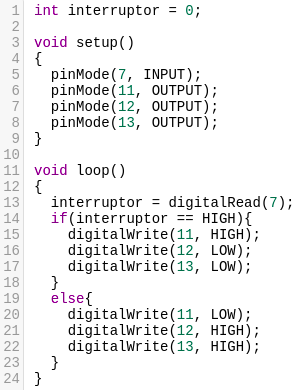 1 int interruptor = 0;
2
3 void setup()
4 {
5   pinMode(7, INPUT);
6   pinMode(11, OUTPUT);
7   pinMode(12, OUTPUT);
8   pinMode(13, OUTPUT);
9 }
10
11 void loop()
12 {
13   interruptor = digitalRead(7);
14   if(interruptor == HIGH){
15     digitalWrite(11, HIGH);
16     digitalWrite(12, LOW);
17     digitalWrite(13, LOW);
18   }
19   else{
20     digitalWrite(11, LOW);
21     digitalWrite(12, HIGH);
22     digitalWrite(13, HIGH);
23   }
24 }